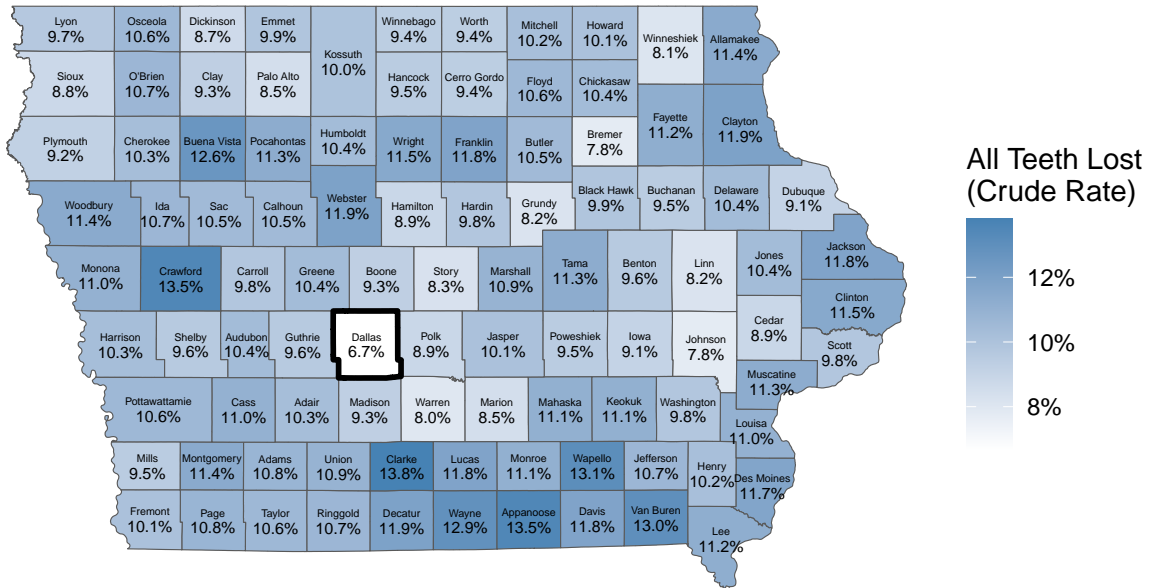 Lyon
9.7%
Osceola
10.6%
Dickinson
8.7%
Emmet
9.9%
Kossuth
10.0%
Winnebago
9.4%
Worth
9.4%
Mitchell
10.2%
Howard
10.1%
Winneshiek
8.1%
Allamakee
11.4%
Sioux
8.8%
O'Brien
10.7%
Clay
9.3%
Palo Alto
8.5%
Hancock
9.5%
Cerro Gordo
9.4%
Floyd
10.6%
Chickasaw
10.4%
Fayette
11.2%
Clayton
11.9%
Plymouth
9.2%
Cherokee
10.3%
Buena Vista
12.6%
Pocahontas
11.3%
Humboldt
10.4%
Wright
11.5%
Franklin
11.8%
Butler
10.5%
Bremer
7.8%
Woodbury
11.4%
Ida
10.7%
Sac
10.5%
Calhoun
10.5%
Webster
11.9%
Hamilton
8.9%
Hardin
9.8%
Grundy
8.2%
Black Hawk
9.9%
Buchanan
9.5%
Delaware
10.4%
Dubuque
9.1%
Monona
11.0%
Crawford
13.5%
Carroll
9.8%
Greene
10.4%
Boone
9.3%
Story
8.3%
Marshall
10.9%
Tama
11.3%
Benton
9.6%
Linn
8.2%
Jones
10.4%
Jackson
11.8%
Clinton
11.5%
Harrison
10.3%
Shelby
9.6%
Audubon
10.4%
Guthrie
9.6%
Dallas
6.7%
Polk
8.9%
Jasper
10.1%
Poweshiek
9.5%
Iowa
9.1%
Johnson
7.8%
Cedar
8.9%
Scott
9.8%
Muscatine
11.3%
Pottawattamie
10.6%
Cass
11.0%
Adair
10.3%
Madison
9.3%
Warren
8.0%
Marion
8.5%
Mahaska
11.1%
Keokuk
11.1%
Washington
9.8%
Louisa
11.0%
Mills
9.5%
Montgomery
11.4%
Adams
10.8%
Union
10.9%
Clarke
13.8%
Lucas
11.8%
Monroe
11.1%
Wapello
13.1%
Jefferson
10.7%
Henry
10.2%
Des Moines
11.7%
Fremont
10.1%
Page
10.8%
Taylor
10.6%
Ringgold
10.7%
Decatur
11.9%
Wayne
12.9%
Appanoose
13.5%
Davis
11.8%
Van Buren
13.0%
Lee
11.2%
All Teeth Lost
(Crude Rate)
12%
10%
8%